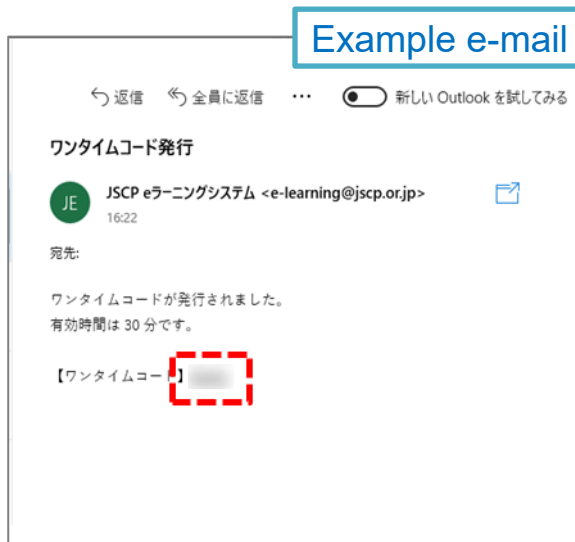 Example e-mail
返信 全員に返信 … 新しい Outlook を試してみる
ワンタイムコード発行
JE
JSCP eラーニングシステム <e-learning@jscp.or.jp>
16:22
宛先:
ワンタイムコードが発行されました。
有効時間は 30 分です。
【ワンタイムコード】